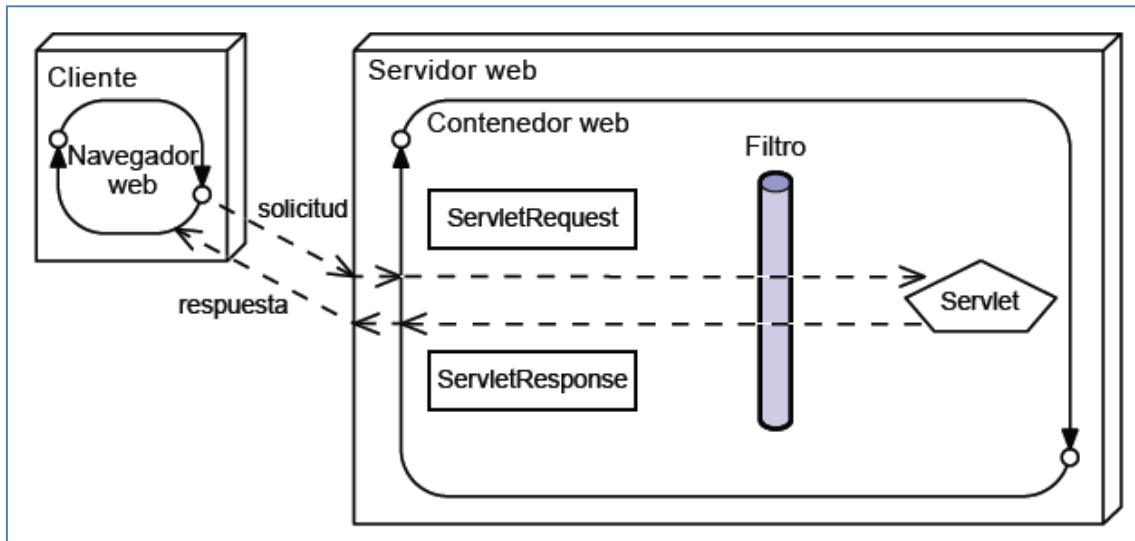 Cliente
Navegador
web
solicitud
respuesta
Servidor web
Contenedor web
Filtro
ServletRequest
Servlet
ServletResponse